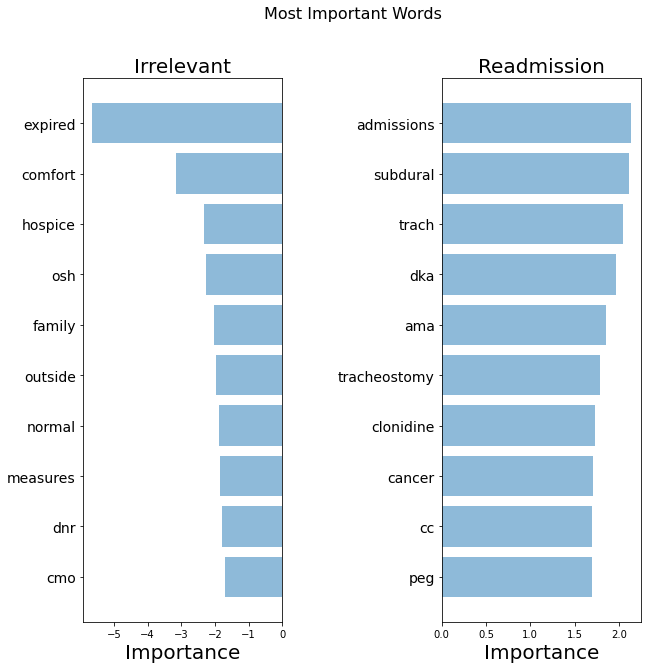 Most Important Words
Irrelevant
expired
comfort
hospice
osh
family
outside
normal
measures
dnr
cmo
−5 −4 −3 −2 −1 0
Importance
Readmission
admissions
subdural
trach
dka
ama
tracheostomy
clonidine
cancer
cc
peg
0.0 0.5 1.0 1.5 2.0
Importance